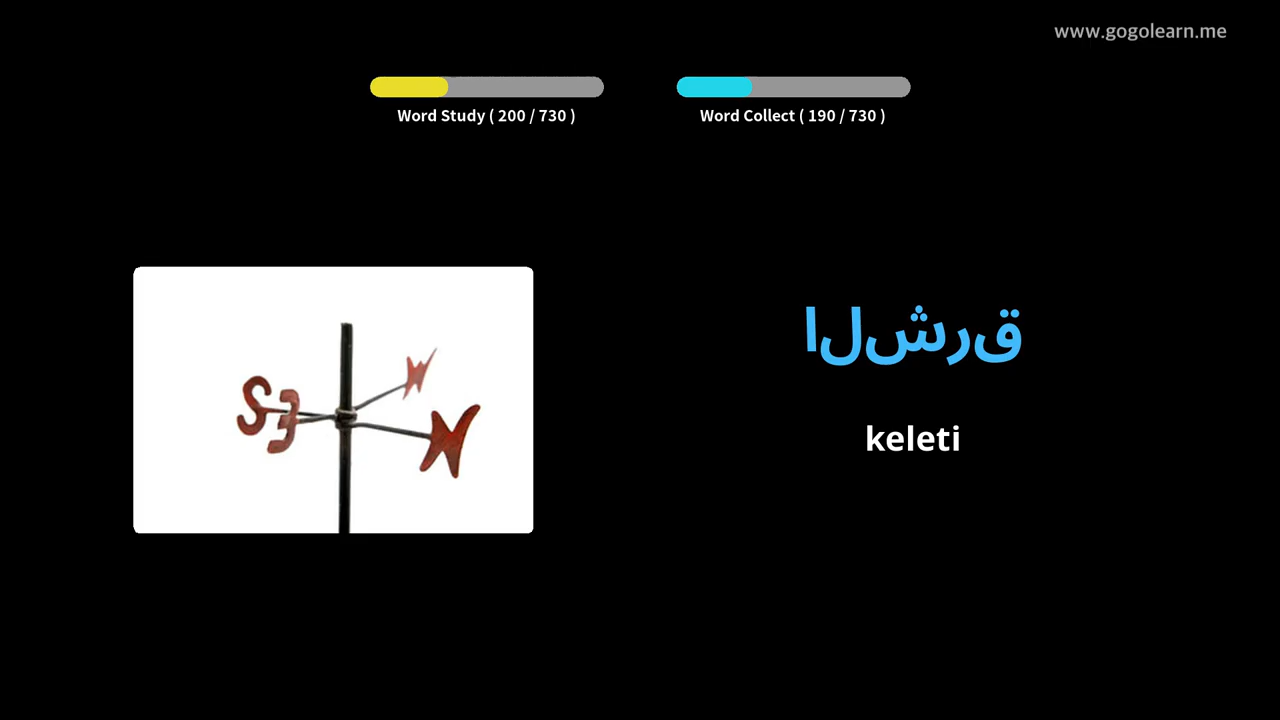 www.gogolearn.me
Word Study ( 200 / 730 )
Word Collect ( 190 / 730 )
W
S E
N
الشرق
keleti